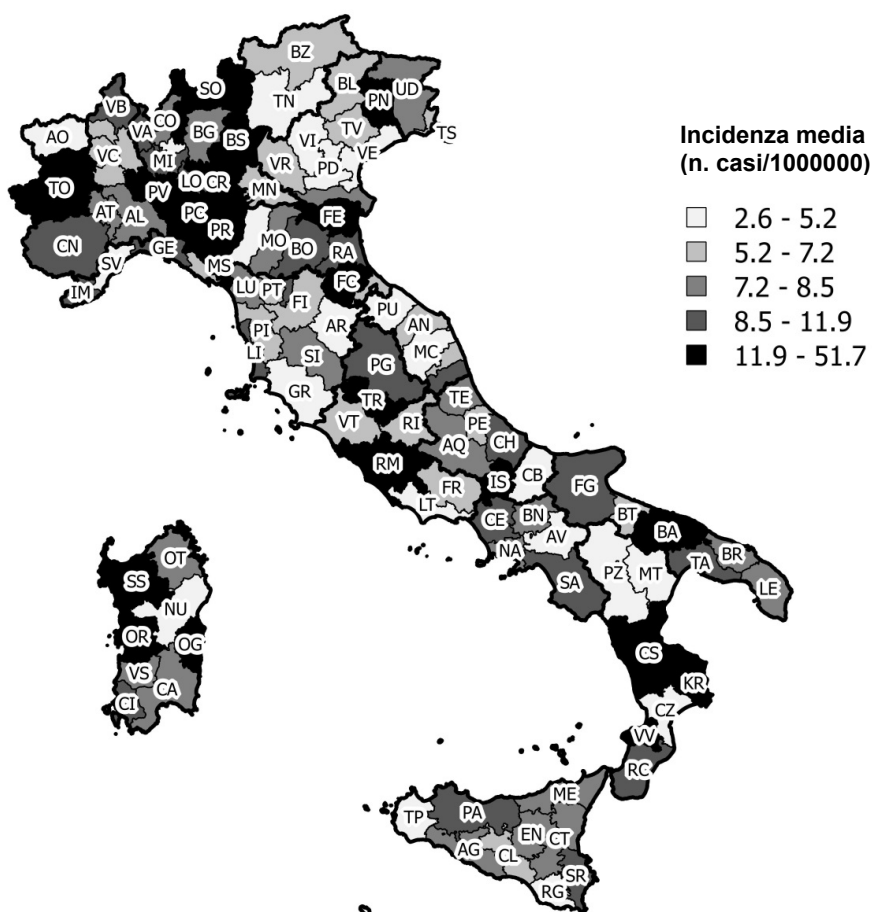 Incidenza media
(n. casi/1000000)
2.6 - 5.2
5.2 - 7.2
7.2 - 8.5
8.5 - 11.9
11.9 - 51.7
BZ
SO
BL
UD
TN
PN
VB
CO
VA
BG
BS
AO
VC
MI
VI
TV
VE
TS
VR
PD
TO
PV
LO
CR
MN
AT
AL
PC
PR
FE
CN
GE
MO
BO
RA
SV
MS
IM
LU
PT
FC
FI
PU
AN
PI
AR
MC
LI
SI
PG
GR
TR
TE
VT
RI
PE
AQ
CH
RM
FR
IS
CB
FG
LT
CE
BN
BT
NA
AV
BA
BR
TA
SA
PZ
MT
LE
OT
SS
NU
OR
OG
VS
CA
CI
CS
KR
CZ
VV
RC
ME
TP
PA
EN
CT
AG
CL
SR
RG